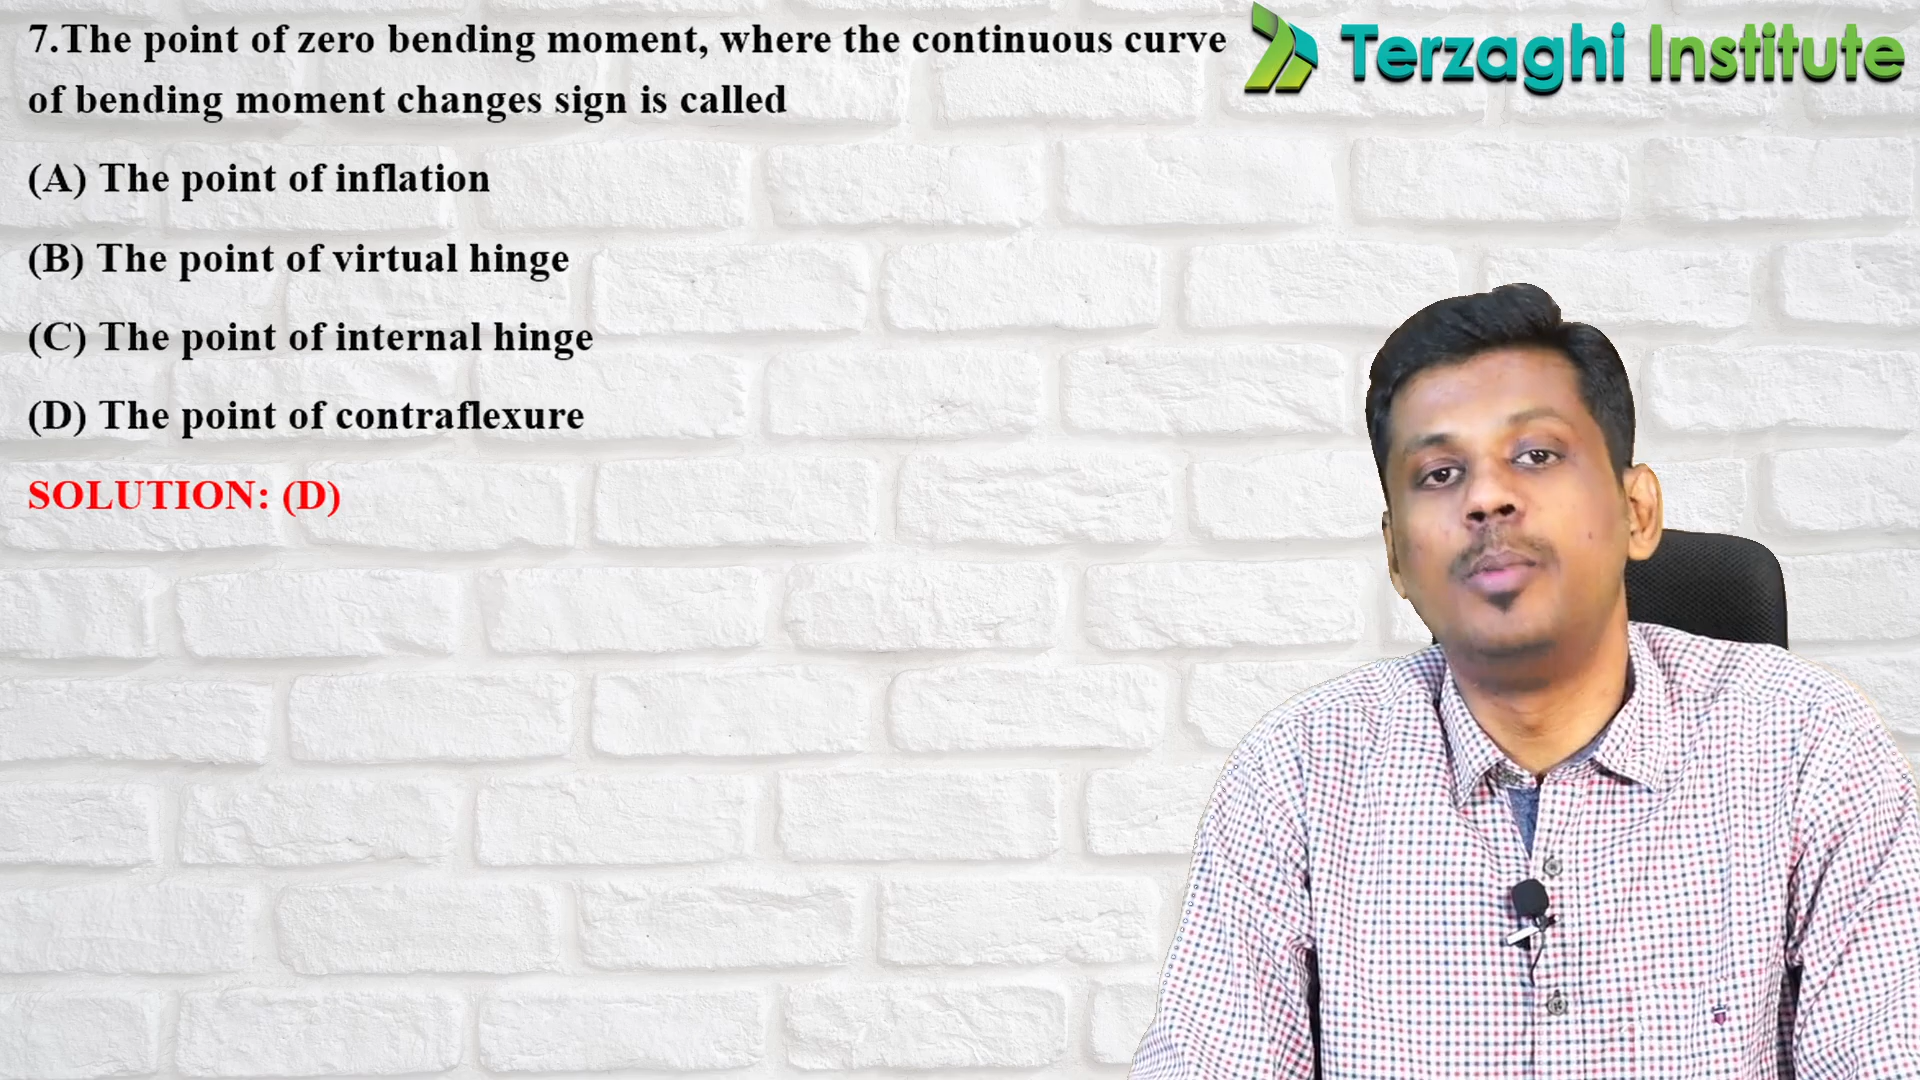 7.The point of zero bending moment, where the continuous curve
of bending moment changes sign is called
(A) The point of inflation
(B) The point of virtual hinge
(C) The point of internal hinge
(D) The point of contraflexure
SOLUTION: (D)
Terzaghi Institute